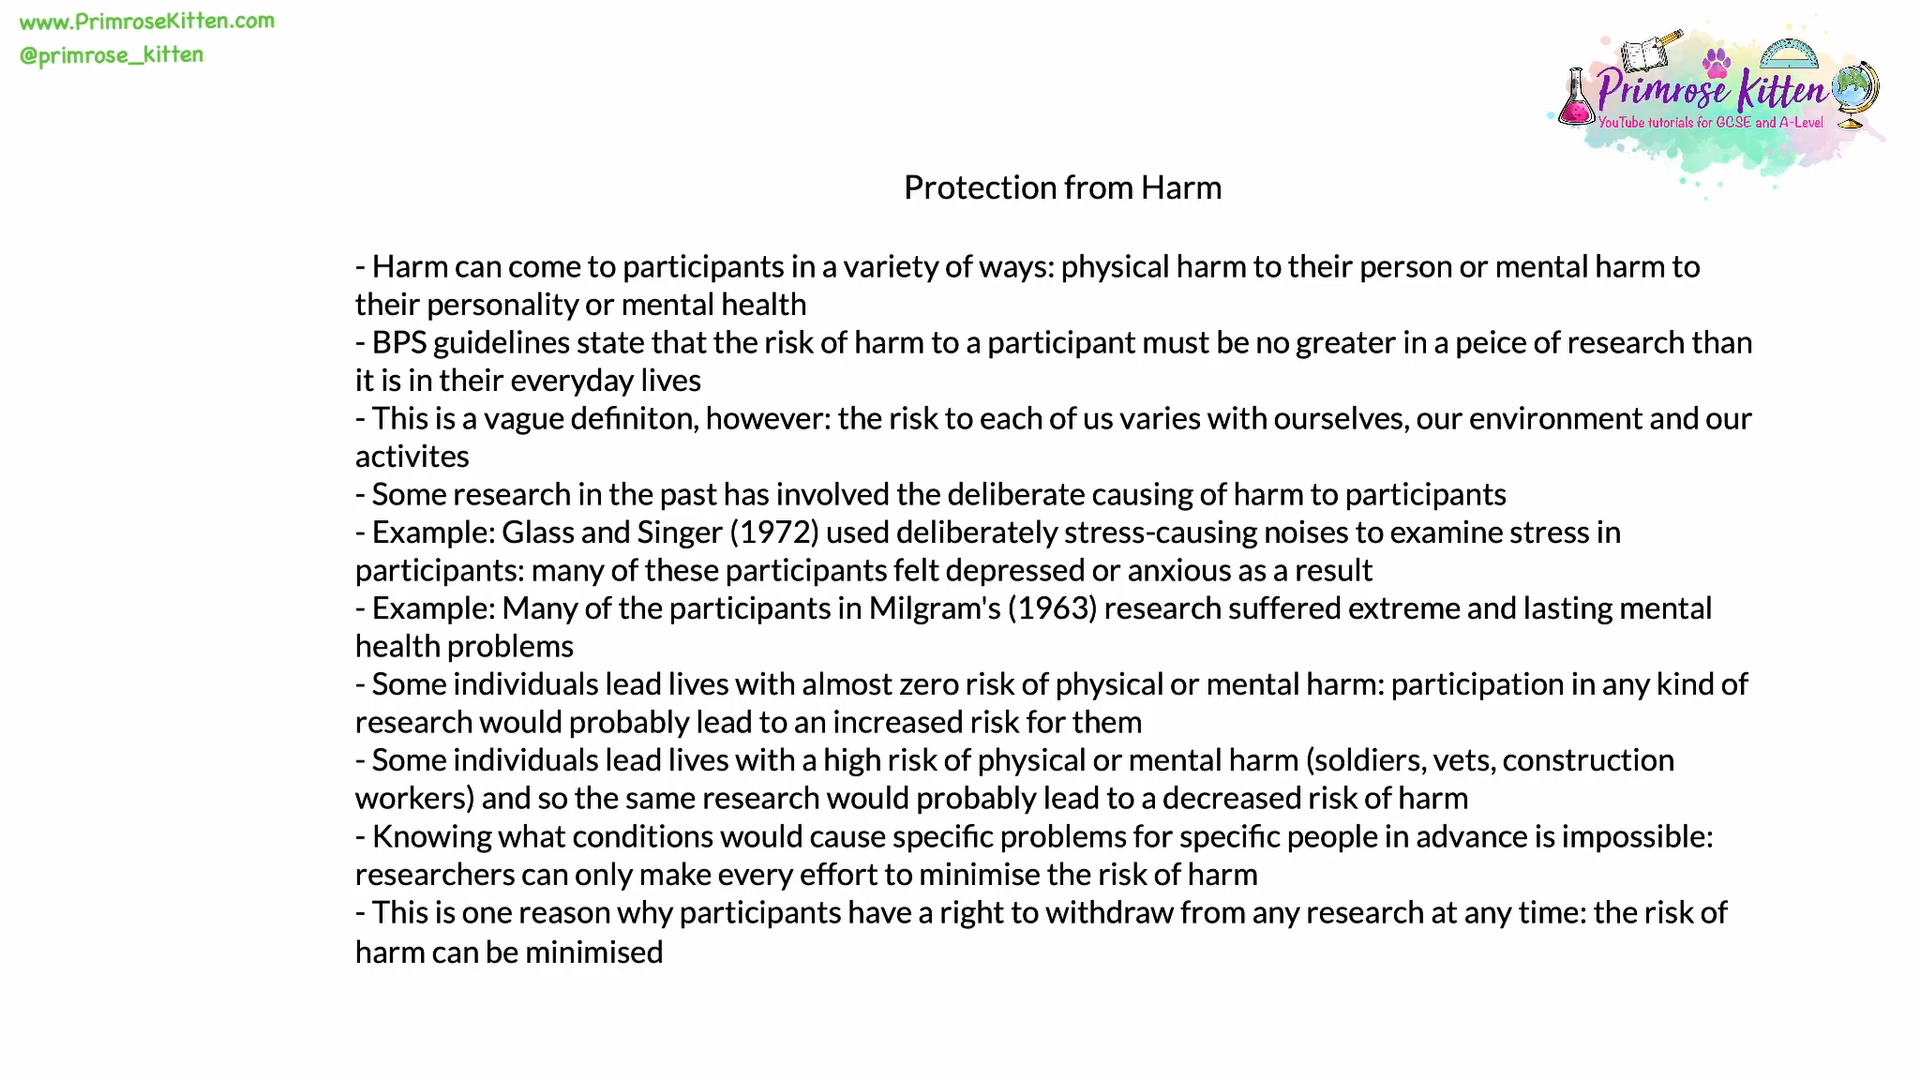 www.PrimroseKitten.com
@primrose_kitten
Primrose Kitten
YouTube tutorials for GCSE and A-Level
Protection from Harm
- Harm can come to participants in a variety of ways: physical harm to their person or mental harm to
their personality or mental health
- BPS guidelines state that the risk of harm to a participant must be no greater in a peice of research than
it is in their everyday lives
- This is a vague definiton, however: the risk to each of us varies with ourselves, our environment and our
activites
- Some research in the past has involved the deliberate causing of harm to participants
- Example: Glass and Singer (1972) used deliberately stress-causing noises to examine stress in
participants: many of these participants felt depressed or anxious as a result
- Example: Many of the participants in Milgram's (1963) research suffered extreme and lasting mental
health problems
- Some individuals lead lives with almost zero risk of physical or mental harm: participation in any kind of
research would probably lead to an increased risk for them
- Some individuals lead lives with a high risk of physical or mental harm (soldiers, vets, construction
workers) and so the same research would probably lead to a decreased risk of harm
- Knowing what conditions would cause specific problems for specific people in advance is impossible:
researchers can only make every effort to minimise the risk of harm
- This is one reason why participants have a right to withdraw from any research at any time: the risk of
harm can be minimised